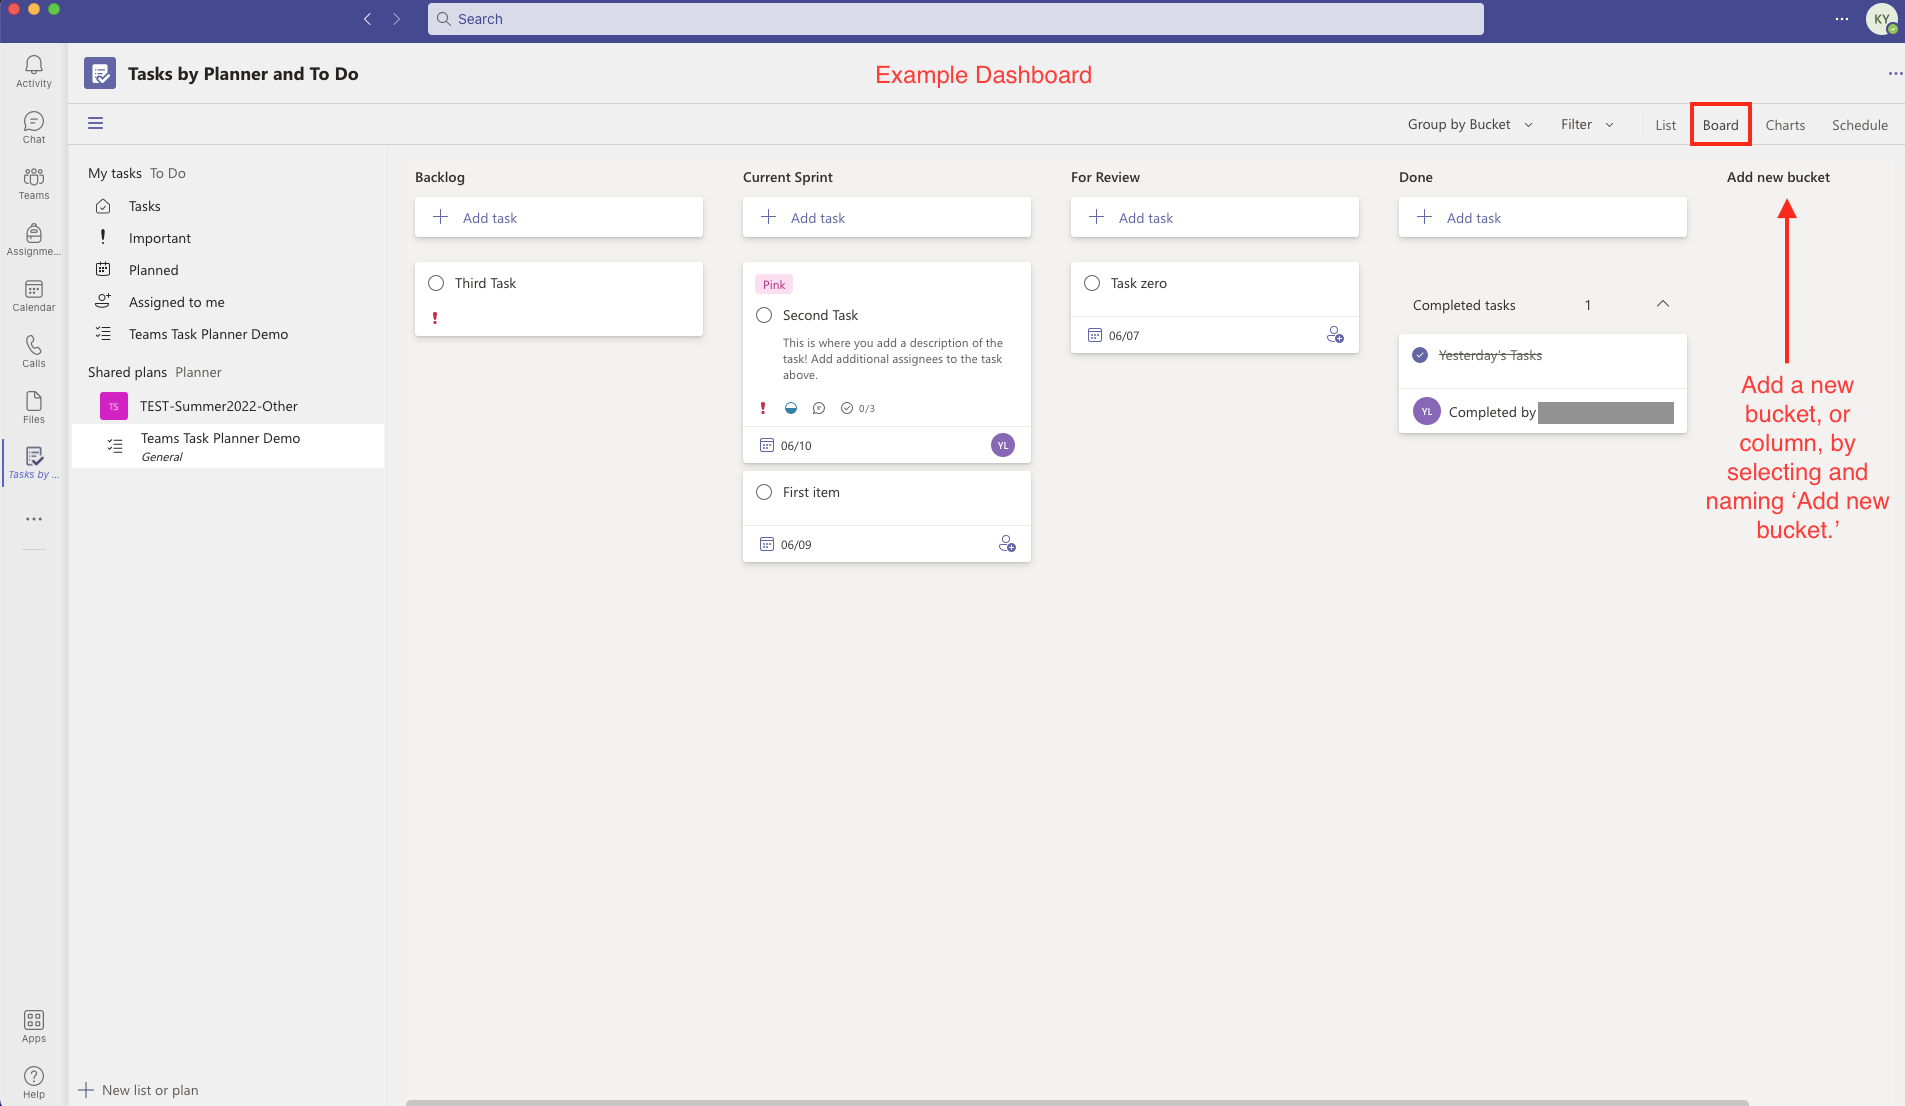 Search
KY
Activity
Chat
Teams
Assignme...
Calendar
Calls
Files
Tasks by ...
Apps
Help
Tasks by Planner and To Do
Example Dashboard
Group by Bucket
Filter
List
Board
Charts
Schedule
My tasks To Do
Tasks
Important
Planned
Assigned to me
Teams Task Planner Demo
Shared plans Planner
TS
TEST-Summer2022-Other
Teams Task Planner Demo
General
New list or plan
Backlog
Add task
Third Task
Current Sprint
Add task
Pink
Second Task
This is where you add a description of the
task! Add additional assignees to the task
above.
0/3
06/10
YL
First item
06/09
For Review
Add task
Task zero
06/07
Done
Add task
Completed tasks 1
Yesterday's Tasks
YL
Completed by
Add new bucket
Add a new
bucket, or
column, by
selecting and
naming ‘Add new
bucket.’